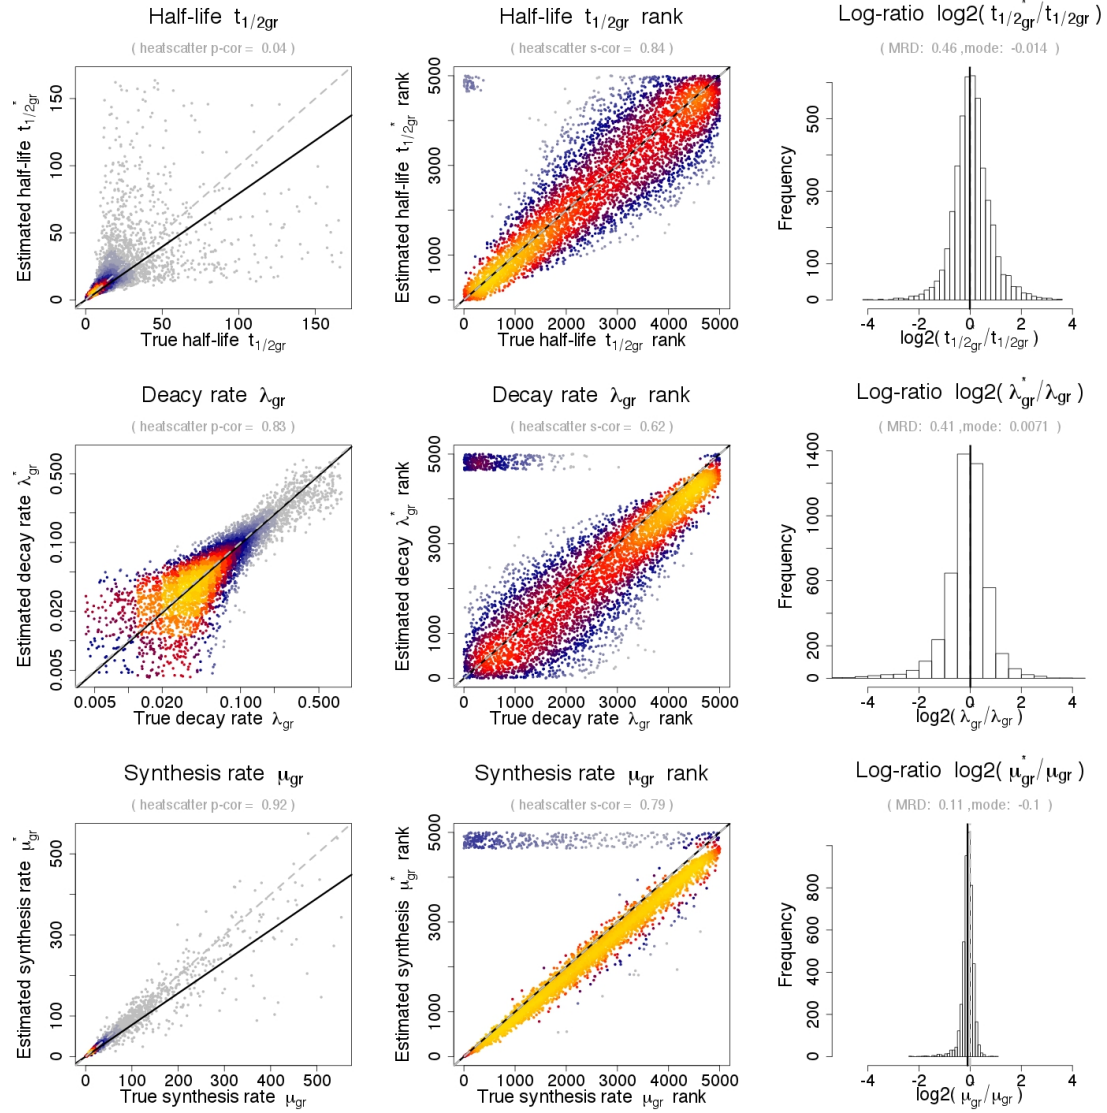 Half-life t1/2gr
( heatscatter p-cor = 0.04 )
Estimated half-life t*1/2gr
0 50 100 150
0 50 100 150
True half-life t1/2gr
Half-life t1/2gr rank
( heatscatter s-cor = 0.84 )
Estimated half-life t*1/2gr rank
0 1000 3000 5000
0 1000 2000 3000 4000 5000
True half-life t1/2gr rank
Log-ratio log2( t*1/2gr/t1/2gr )
( MRD: 0.46 ,mode: -0.014 )
Frequency
0 100 300 500
-4 -2 0 2 4
log2( t1/2gr/t1/2gr )
Deacy rate λgr
( heatscatter p-cor = 0.83 )
Estimated decay rate λ*gr
0.005 0.020 0.100 0.500
0.005 0.020 0.100 0.500
True decay rate λgr
Decay rate λgr rank
( heatscatter s-cor = 0.62 )
Estimated decay λ*gr rank
0 1000 3000 5000
0 1000 2000 3000 4000 5000
True decay rate λgr rank
Log-ratio log2( λ*gr/λgr )
( MRD: 0.41 ,mode: 0.0071 )
Frequency
0 200 600 1000 1400
-4 -2 0 2 4
log2( λgr/λgr )
Synthesis rate μgr
( heatscatter p-cor = 0.92 )
Estimated synthesis rate μ*gr
0 100 300 500
0 100 200 300 400 500
True synthesis rate μgr
Synthesis rate μgr rank
( heatscatter s-cor = 0.79 )
Estimated synthesis μ*gr rank
0 1000 3000 5000
0 1000 2000 3000 4000 5000
True synthesis rate μgr rank
Log-ratio log2( μ*gr/μgr )
( MRD: 0.11 ,mode: -0.1 )
Frequency
0 200 400 600 800
-4 -2 0 2 4
log2( μgr/μgr )